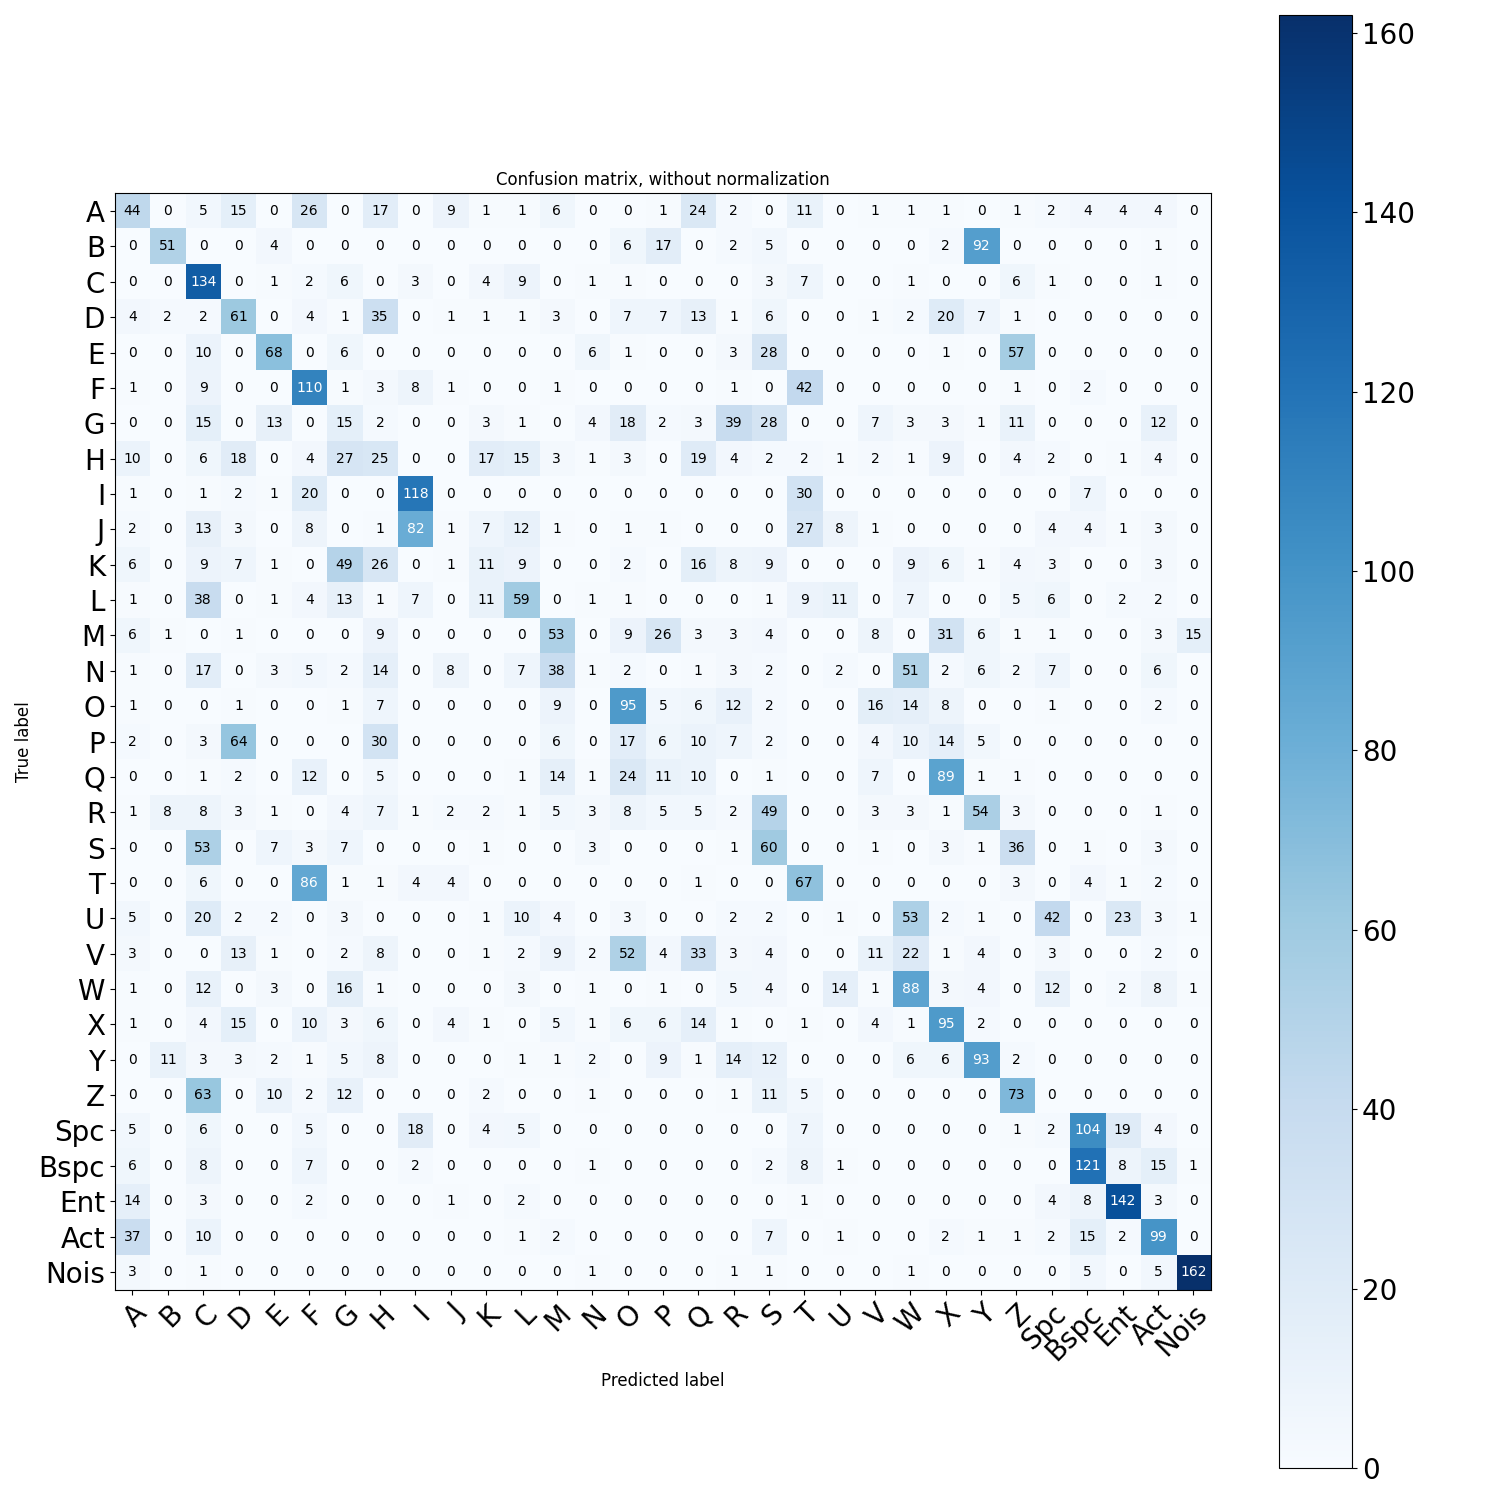 Confusion matrix, without normalization
A 44 0 5 15 0 26 0 17 0 9 1 1 6 0 0 1 24 2 0 11 0 1 1 1 0 1 2 4 4 4 0
B 0 51 0 0 4 0 0 0 0 0 0 0 0 0 6 17 0 2 5 0 0 0 0 2 92 0 0 0 0 1 0
C 0 0 134 0 1 2 6 0 3 0 4 9 0 1 1 0 0 0 3 7 0 0 1 0 0 6 1 0 0 1 0
D 4 2 2 61 0 4 1 35 0 1 1 1 3 0 7 7 13 1 6 0 0 1 2 20 7 1 0 0 0 0 0
E 0 0 10 0 68 0 6 0 0 0 0 0 0 6 1 0 0 3 28 0 0 0 0 1 0 57 0 0 0 0 0
F 1 0 9 0 0 110 1 3 8 1 0 0 1 0 0 0 0 1 0 42 0 0 0 0 0 1 0 2 0 0 0
G 0 0 15 0 13 0 15 2 0 0 3 1 0 4 18 2 3 39 28 0 0 7 3 3 1 11 0 0 0 12 0
H 10 0 6 18 0 4 27 25 0 0 17 15 3 1 3 0 19 4 2 2 1 2 1 9 0 4 2 0 1 4 0
I 1 0 1 2 1 20 0 0 118 0 0 0 0 0 0 0 0 0 0 30 0 0 0 0 0 0 0 7 0 0 0
J 2 0 13 3 0 8 0 1 82 1 7 12 1 0 1 1 0 0 0 27 8 1 0 0 0 0 4 4 1 3 0
K 6 0 9 7 1 0 49 26 0 1 11 9 0 0 2 0 16 8 9 0 0 0 9 6 1 4 3 0 0 3 0
L 1 0 38 0 1 4 13 1 7 0 11 59 0 1 1 0 0 0 1 9 11 0 7 0 0 5 6 0 2 2 0
M 6 1 0 1 0 0 0 9 0 0 0 0 53 0 9 26 3 3 4 0 0 8 0 31 6 1 1 0 0 3 15
N 1 0 17 0 3 5 2 14 0 8 0 7 38 1 2 0 1 3 2 0 2 0 51 2 6 2 7 0 0 6 0
O 1 0 0 1 0 0 1 7 0 0 0 0 9 0 95 5 6 12 2 0 0 16 14 8 0 0 1 0 0 2 0
P 2 0 3 64 0 0 0 30 0 0 0 0 6 0 17 6 10 7 2 0 0 4 10 14 5 0 0 0 0 0 0
Q 0 0 1 2 0 12 0 5 0 0 0 1 14 1 24 11 10 0 1 0 0 7 0 89 1 1 0 0 0 0 0
R 1 8 8 3 1 0 4 7 1 2 2 1 5 3 8 5 5 2 49 0 0 3 3 1 54 3 0 0 0 1 0
S 0 0 53 0 7 3 7 0 0 0 1 0 0 3 0 0 0 1 60 0 0 1 0 3 1 36 0 1 0 3 0
T 0 0 6 0 0 86 1 1 4 4 0 0 0 0 0 0 1 0 0 67 0 0 0 0 0 3 0 4 1 2 0
U 5 0 20 2 2 0 3 0 0 0 1 10 4 0 3 0 0 2 2 0 1 0 53 2 1 0 42 0 23 3 1
V 3 0 0 13 1 0 2 8 0 0 1 2 9 2 52 4 33 3 4 0 0 11 22 1 4 0 3 0 0 2 0
W 1 0 12 0 3 0 16 1 0 0 0 3 0 1 0 1 0 5 4 0 14 1 88 3 4 0 12 0 2 8 1
X 1 0 4 15 0 10 3 6 0 4 1 0 5 1 6 6 14 1 0 1 0 4 1 95 2 0 0 0 0 0 0
Y 0 11 3 3 2 1 5 8 0 0 0 1 1 2 0 9 1 14 12 0 0 0 6 6 93 2 0 0 0 0 0
Z 0 0 63 0 10 2 12 0 0 0 2 0 0 1 0 0 0 1 11 5 0 0 0 0 0 73 0 0 0 0 0
Spc 5 0 6 0 0 5 0 0 18 0 4 5 0 0 0 0 0 0 0 7 0 0 0 0 0 1 2 104 19 4 0
Bspc 6 0 8 0 0 7 0 0 2 0 0 0 0 1 0 0 0 0 2 8 1 0 0 0 0 0 0 121 8 15 1
Ent 14 0 3 0 0 2 0 0 0 1 0 2 0 0 0 0 0 0 0 1 0 0 0 0 0 0 4 8 142 3 0
Act 37 0 10 0 0 0 0 0 0 0 0 1 2 0 0 0 0 0 7 0 1 0 0 2 1 1 2 15 2 99 0
Nois 3 0 1 0 0 0 0 0 0 0 0 0 0 1 0 0 0 1 1 0 0 0 1 0 0 0 0 5 0 5 162
A B C D E F G H I J K L M N O P Q R S T U V W X Y Z Spc Bspc Ent Act Nois
Predicted label
True label
160
140
120
100
80
60
40
20
0